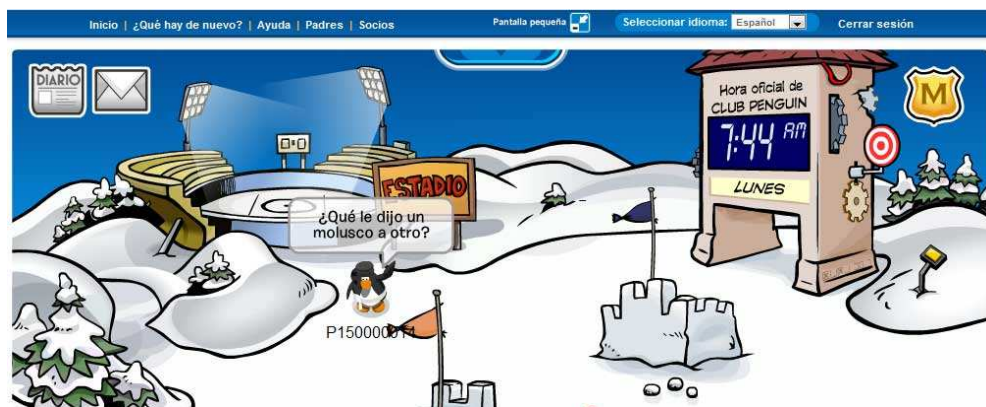 Inicio | ¿Qué hay de nuevo? | Ayuda | Padres | Socios
Pantalla pequeña
Seleccionar idioma: Español
Cerrar sesión
DIARIO
Hora oficial de
CLUB PENGUIN
7:44 AM
LUNES
M
ESTADIO
¿Qué le dijo un
molusco a otro?